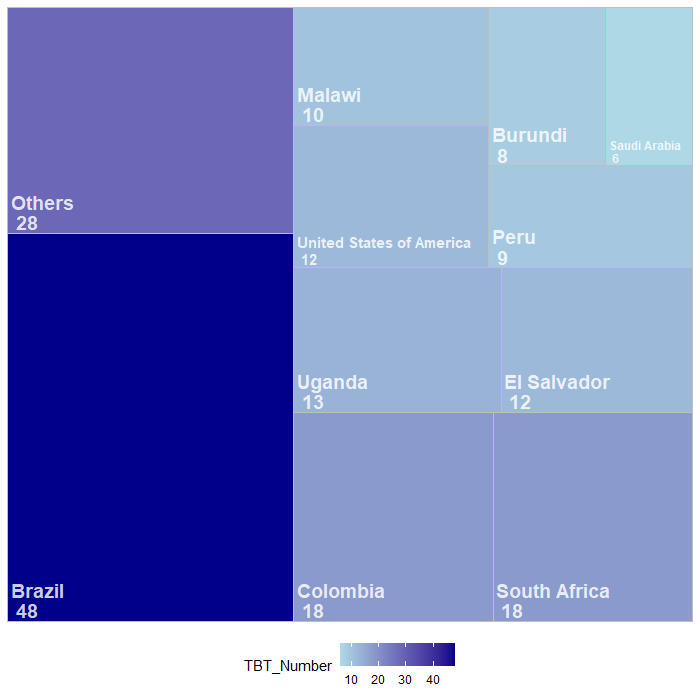 Others
28
Brazil
48
Malawi
10
United States of America
12
Burundi
8
Saudi Arabia
6
Peru
9
Uganda
13
El Salvador
12
Colombia
18
South Africa
18
TBT_Number
10 20 30 40